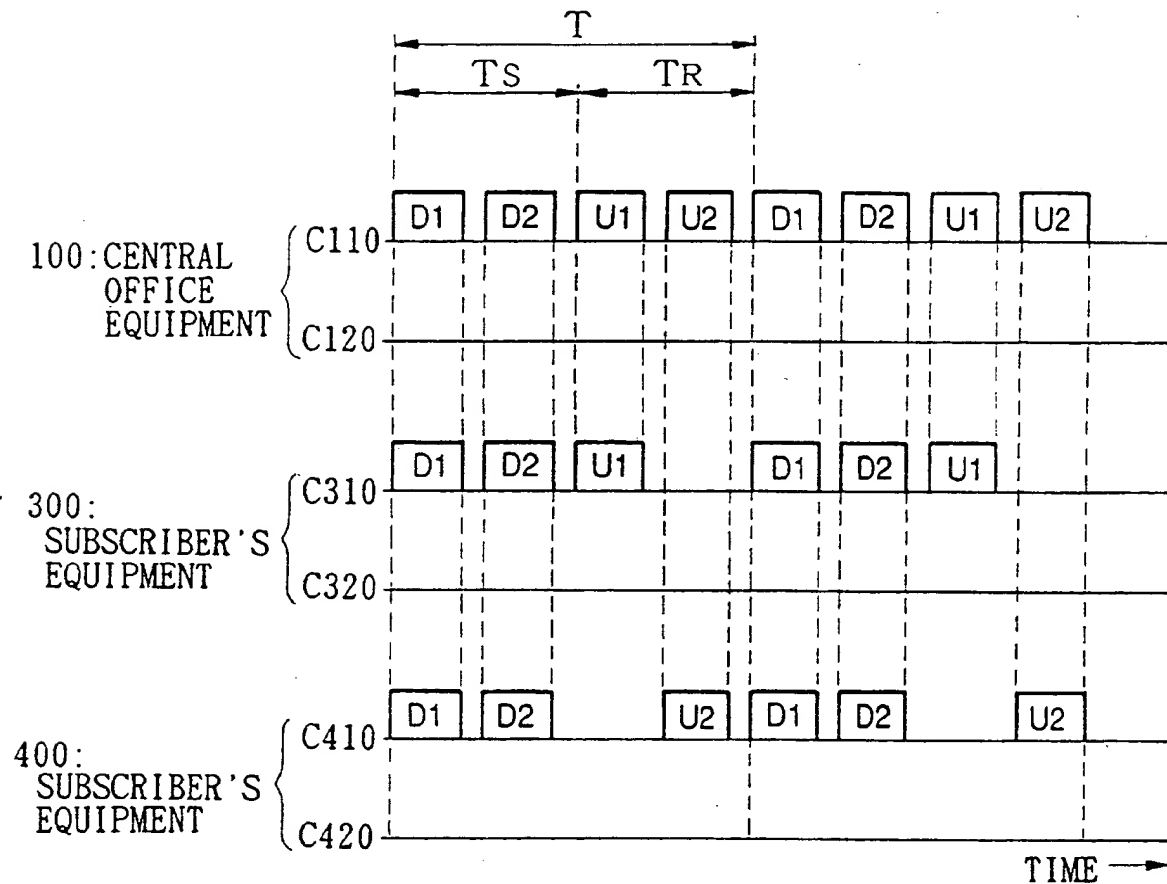 T
TS TR
D1 D2 U1 U2 D1 D2 U1 U2
C110
100:CENTRAL
OFFICE
EQUIPMENT
C120
D1 D2 U1 D1 D2 U1
C310
300:
SUBSCRIBER'S
EQUIPMENT
C320
D1 D2 U2 D1 D2 U2
C410
400:
SUBSCRIBER'S
EQUIPMENT
C420
TIME